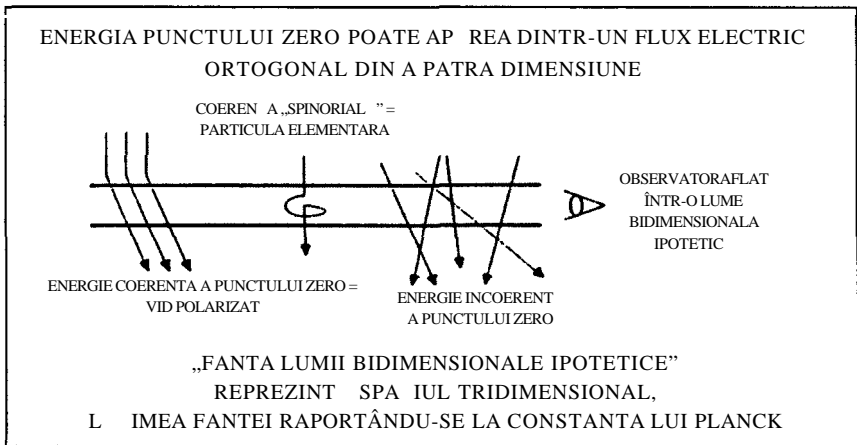 ENERGIA PUNCTULUI ZERO POATE AP REA DINTR-UN FLUX ELECTRIC
ORTOGONAL DIN A PATRA DIMENSIUNE
COEREN A „SPINORIAL ” =
PARTICULA ELEMENTARA
OBSERVATORAFLAT
ÎNTR-O LUME
BIDIMENSIONALA
IPOTETIC
ENERGIE COERENTA A PUNCTULUI ZERO =
VID POLARIZAT
ENERGIE INCOERENT
A PUNCTULUI ZERO
„FANTA LUMII BIDIMENSIONALE IPOTETICE”
REPREZINT SPA IUL TRIDIMENSIONAL,
L IMEA FANTEI RAPORTÂNDU-SE LA CONSTANTA LUI PLANCK